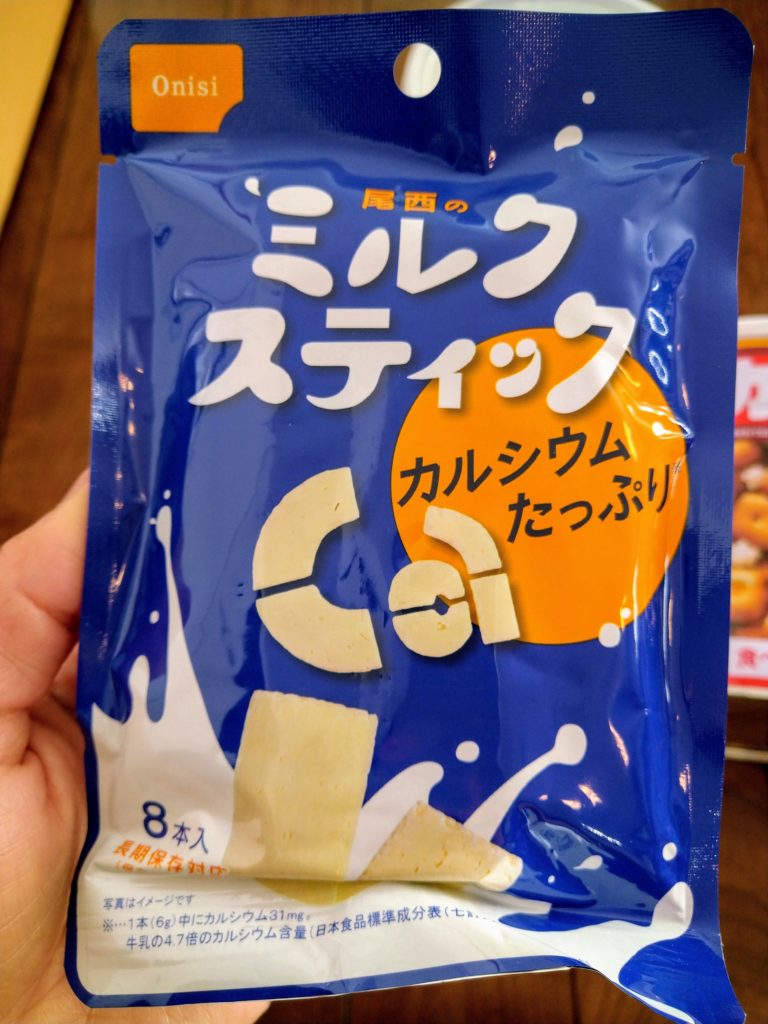 Onisi
尾西の
ミルク
スティック
カルシウム
たっぷり※
Ca
8本入
長期保存対応
写真はイメージです
※…1本(6g)中にカルシウム31mg。
牛乳の4.7倍のカルシウム含量(日本食品標準成分表(七訂